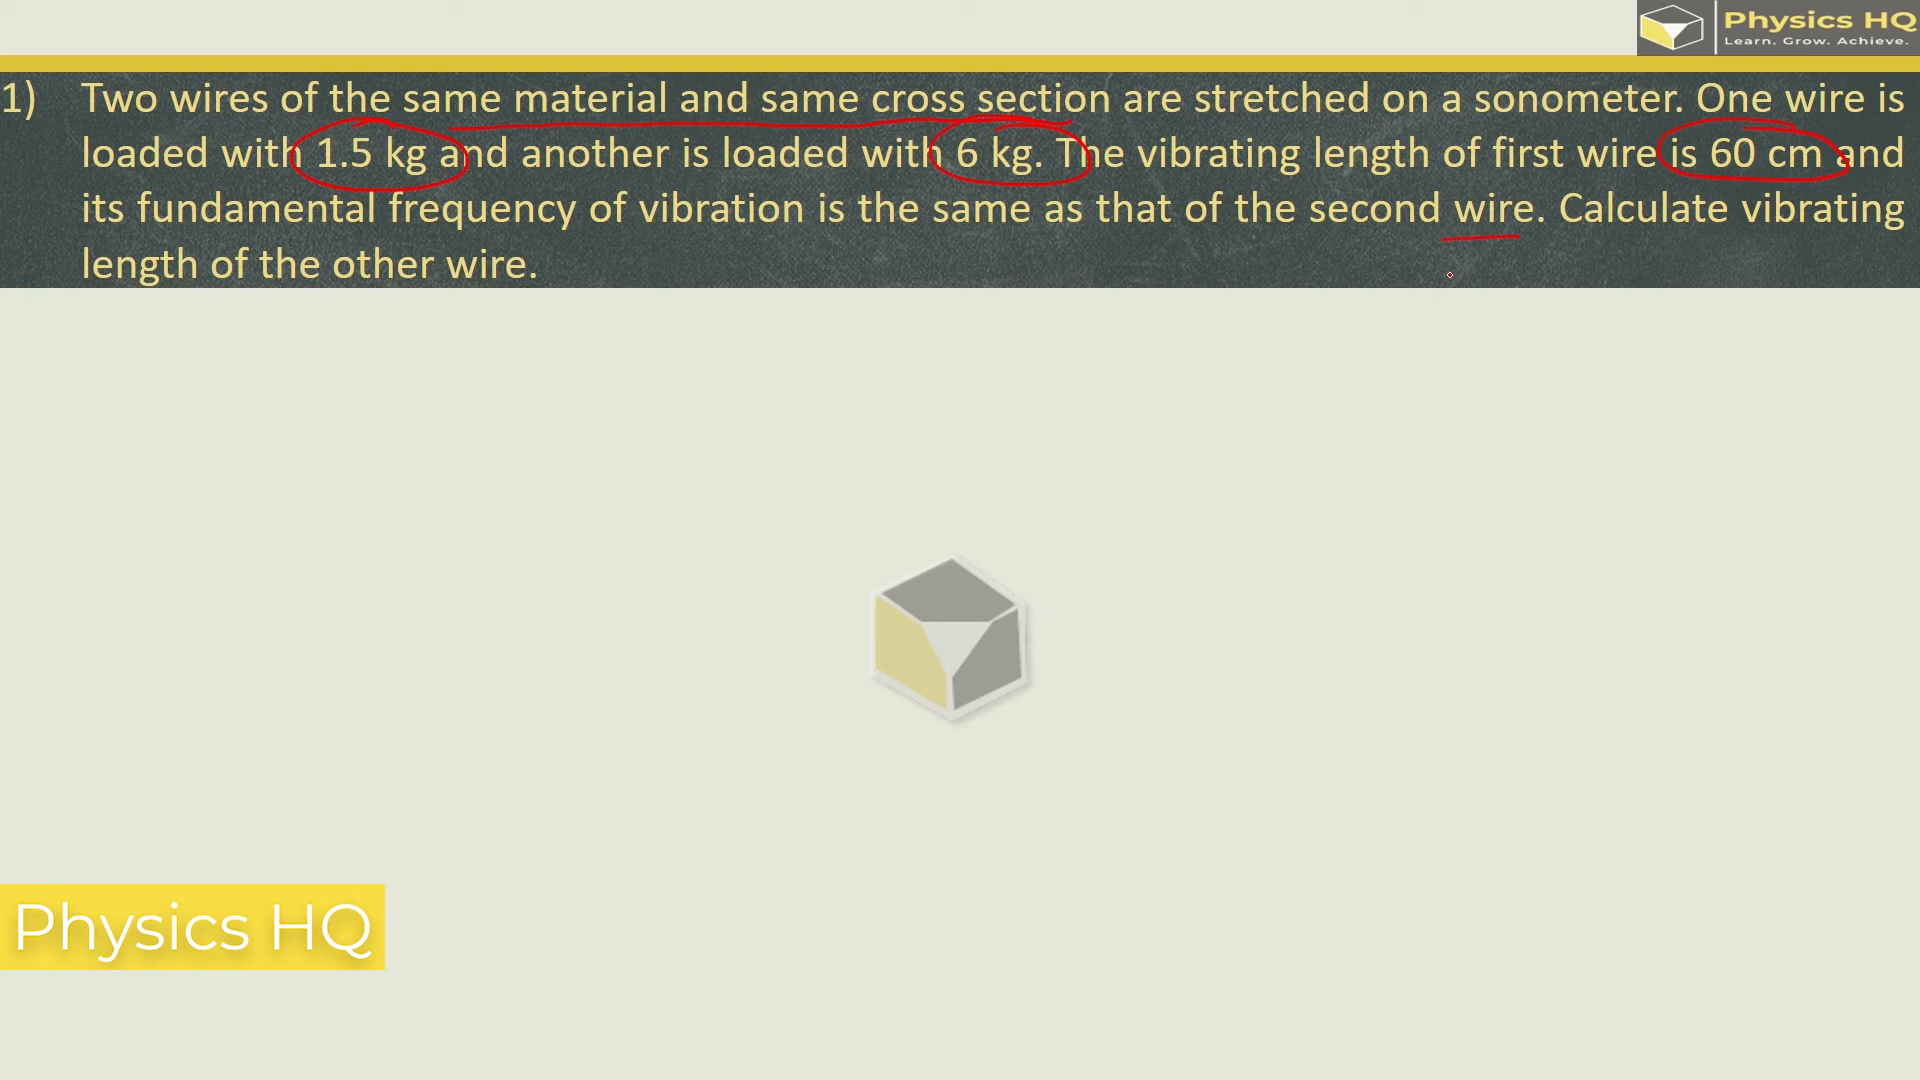 Physics HQ
Learn. Grow. Achieve.
1) Two wires of the same material and same cross section are stretched on a sonometer. One wire is
loaded with 1.5 kg and another is loaded with 6 kg. The vibrating length of first wire is 60 cm and
its fundamental frequency of vibration is the same as that of the second wire. Calculate vibrating
length of the other wire.
Physics HQ